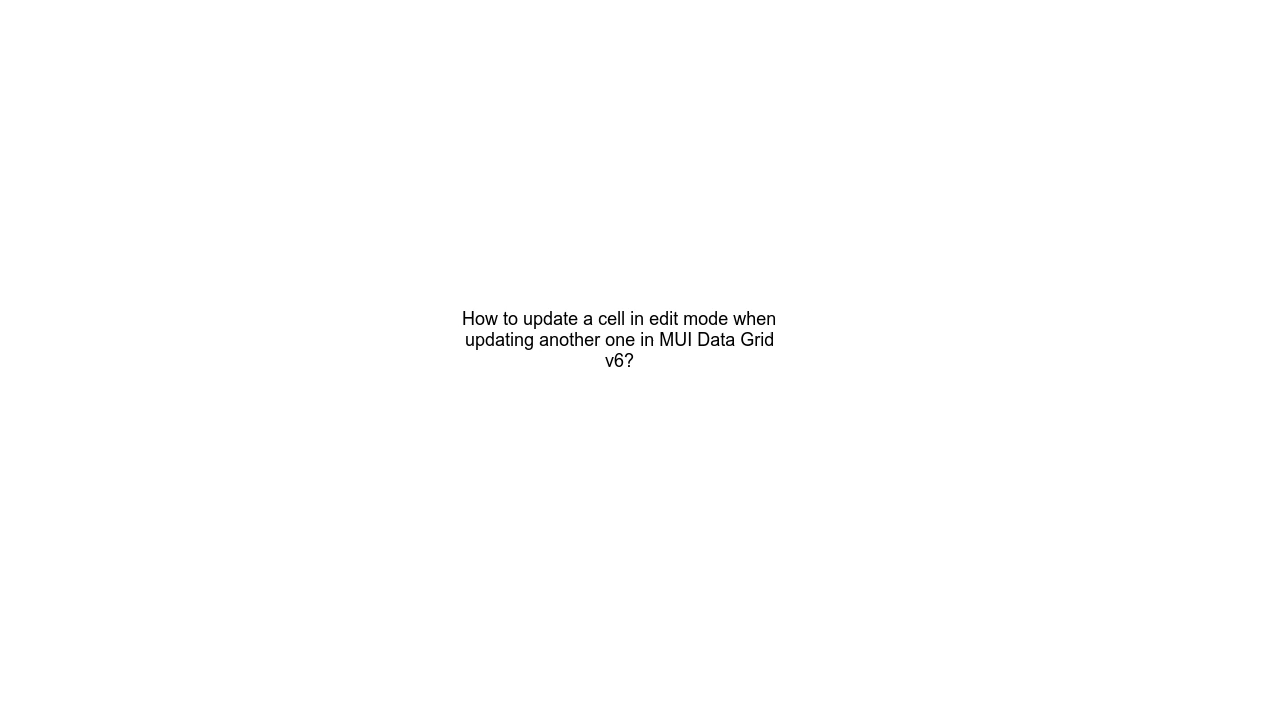 How to update a cell in edit mode when
updating another one in MUI Data Grid
v6?